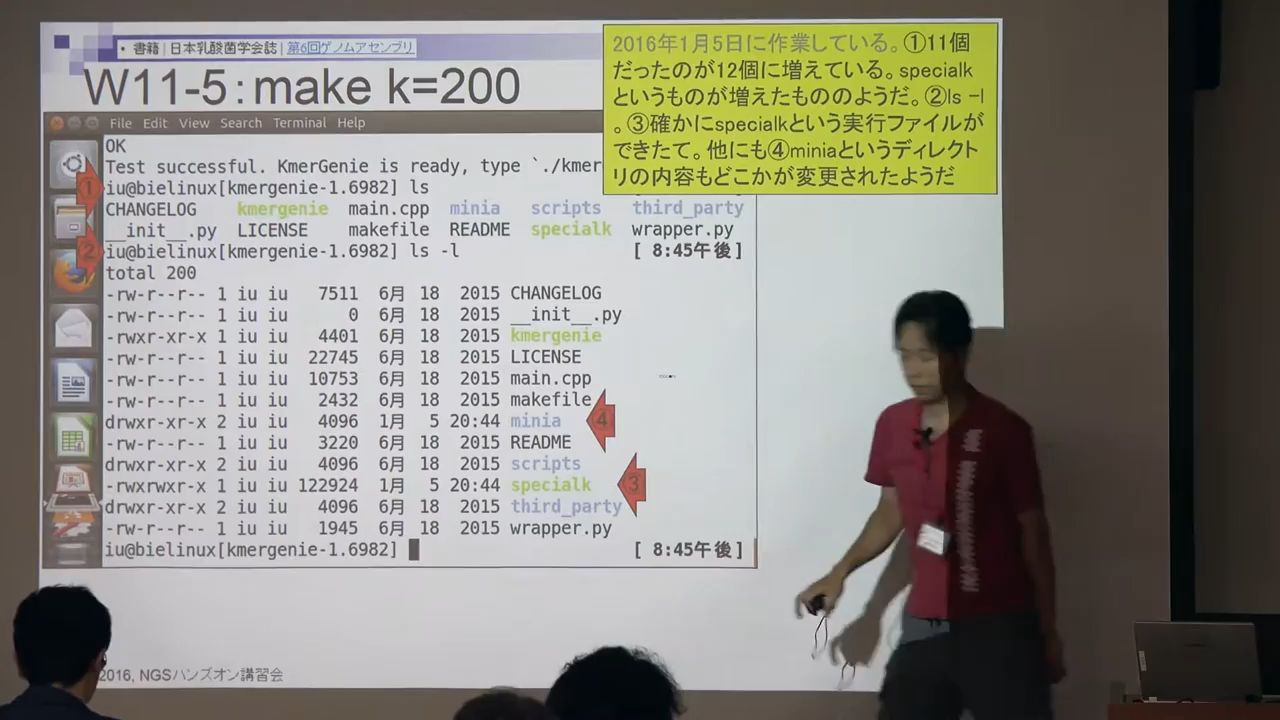 • 書籍 | 日本乳酸菌学会誌 | 第6回ゲノムアセンブリ
W11-5：make k=200
2016年1月5日に作業している。①11個
だったのが12個に増えている。specialk
というものが増えたもののようだ。②ls –l
。③確かにspecialkという実行ファイルが
できたて。他にも④miniaというディレクト
リの内容もどこかが変更されたようだ
File Edit View Search Terminal Help
OK
Test successful. KmerGenie is ready, type `./kmer
① iu@bielinux[kmergenie-1.6982] ls
CHANGELOG kmergenie main.cpp minia scripts third_party
__init__.py LICENSE makefile README specialk wrapper.py
② iu@bielinux[kmergenie-1.6982] ls -l [ 8:45午後]
total 200
-rw-r--r-- 1 iu iu 7511 6月 18 2015 CHANGELOG
-rw-r--r-- 1 iu iu 0 6月 18 2015 __init__.py
-rwxr-xr-x 1 iu iu 4401 6月 18 2015 kmergenie
-rw-r--r-- 1 iu iu 22745 6月 18 2015 LICENSE
-rw-r--r-- 1 iu iu 10753 6月 18 2015 main.cpp
-rw-r--r-- 1 iu iu 2432 6月 18 2015 makefile
drwxr-xr-x 2 iu iu 4096 1月 5 20:44 minia ④
-rw-r--r-- 1 iu iu 3220 6月 18 2015 README
drwxr-xr-x 2 iu iu 4096 6月 18 2015 scripts
-rwxrwxr-x 1 iu iu 122924 1月 5 20:44 specialk ③
drwxr-xr-x 2 iu iu 4096 6月 18 2015 third_party
-rw-r--r-- 1 iu iu 1945 6月 18 2015 wrapper.py
iu@bielinux[kmergenie-1.6982] [ 8:45午後]
2016, NGSハンズオン講習会